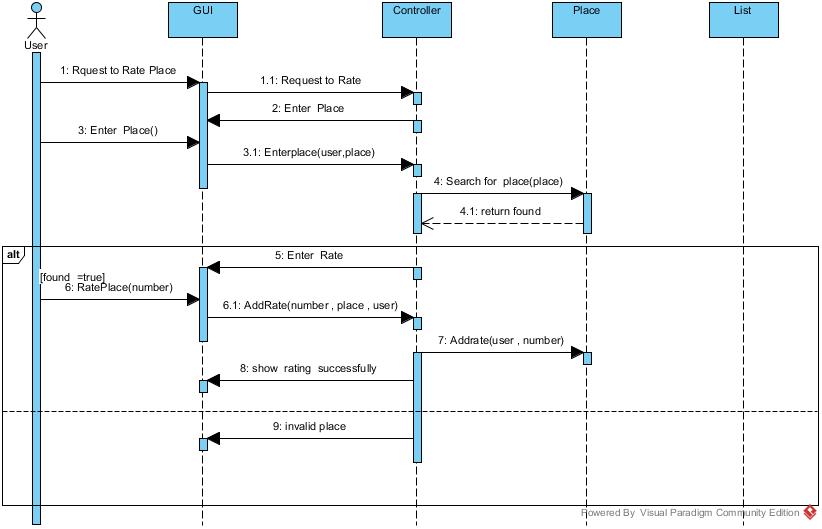 GUI
Controller
Place
List
User
1: Rquest to Rate Place
1.1: Request to Rate
2: Enter Place
3: Enter Place()
3.1: Enterplace(user,place)
4: Search for place(place)
4.1: return found
alt
5: Enter Rate
[found =true]
6: RatePlace(number)
6.1: AddRate(number , place , user)
7: Addrate(user , number)
8: show rating successfully
9: invalid place
Powered By Visual Paradigm Community Edition